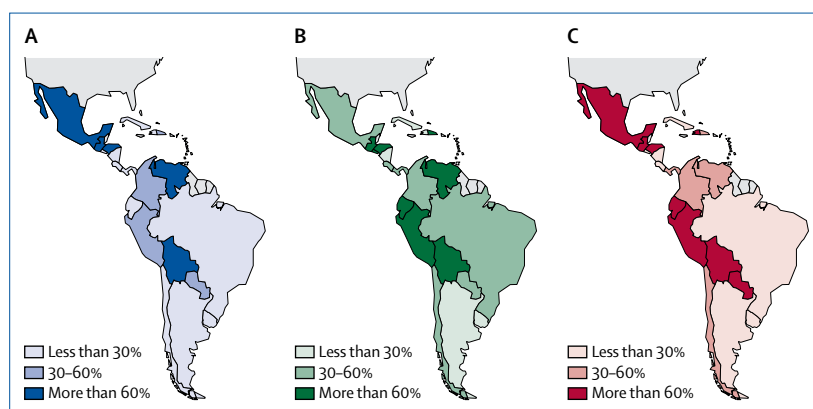 A
B
C
Less than 30%
30–60%
More than 60%
Less than 30%
30–60%
More than 60%
Less than 30%
30–60%
More than 60%